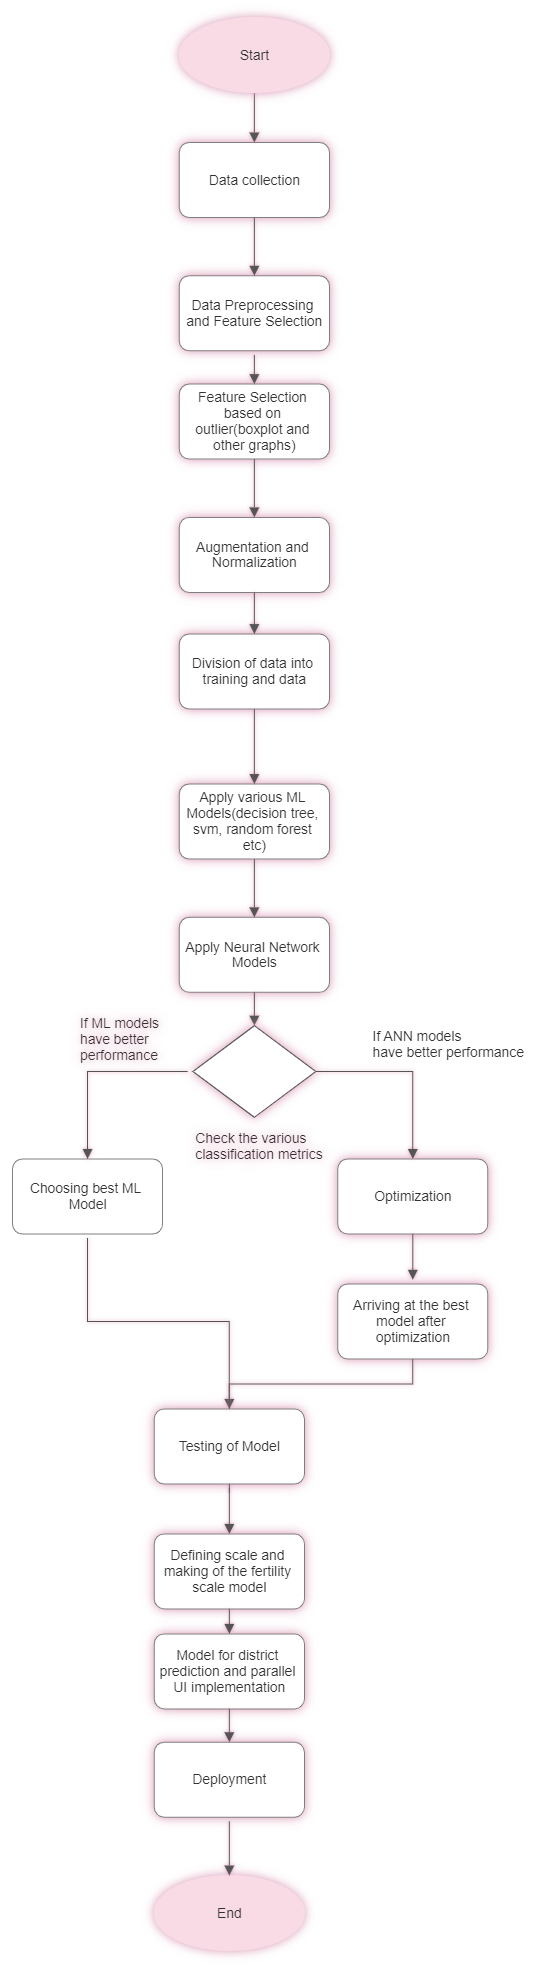 Start
Data collection
Data Preprocessing
and Feature Selection
Feature Selection
based on
outlier(boxplot and
other graphs)
Augmentation and
Normalization
Division of data into
training and data
Apply various ML
Models(decision tree,
svm, random forest
etc)
Apply Neural Network
Models
If ML models
have better
performance
If ANN models
have better performance
Check the various
classification metrics
Choosing best ML
Model
Optimization
Arriving at the best
model after
optimization
Testing of Model
Defining scale and
making of the fertility
scale model
Model for district
prediction and parallel
UI implementation
Deployment
End